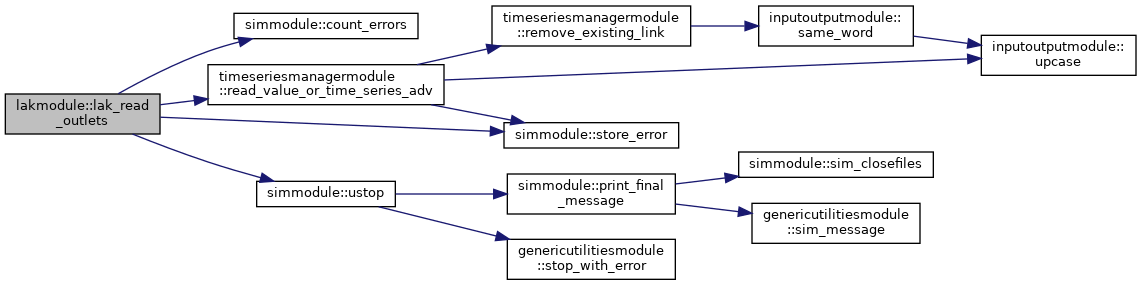 lakmodule::lak_read
_outlets
simmodule::count_errors
timeseriesmanagermodule
::read_value_or_time_series_adv
timeseriesmanagermodule
::remove_existing_link
inputoutputmodule::
same_word
inputoutputmodule::
upcase
simmodule::store_error
simmodule::ustop
simmodule::print_final
_message
simmodule::sim_closefiles
genericutilitiesmodule
::sim_message
genericutilitiesmodule
::stop_with_error